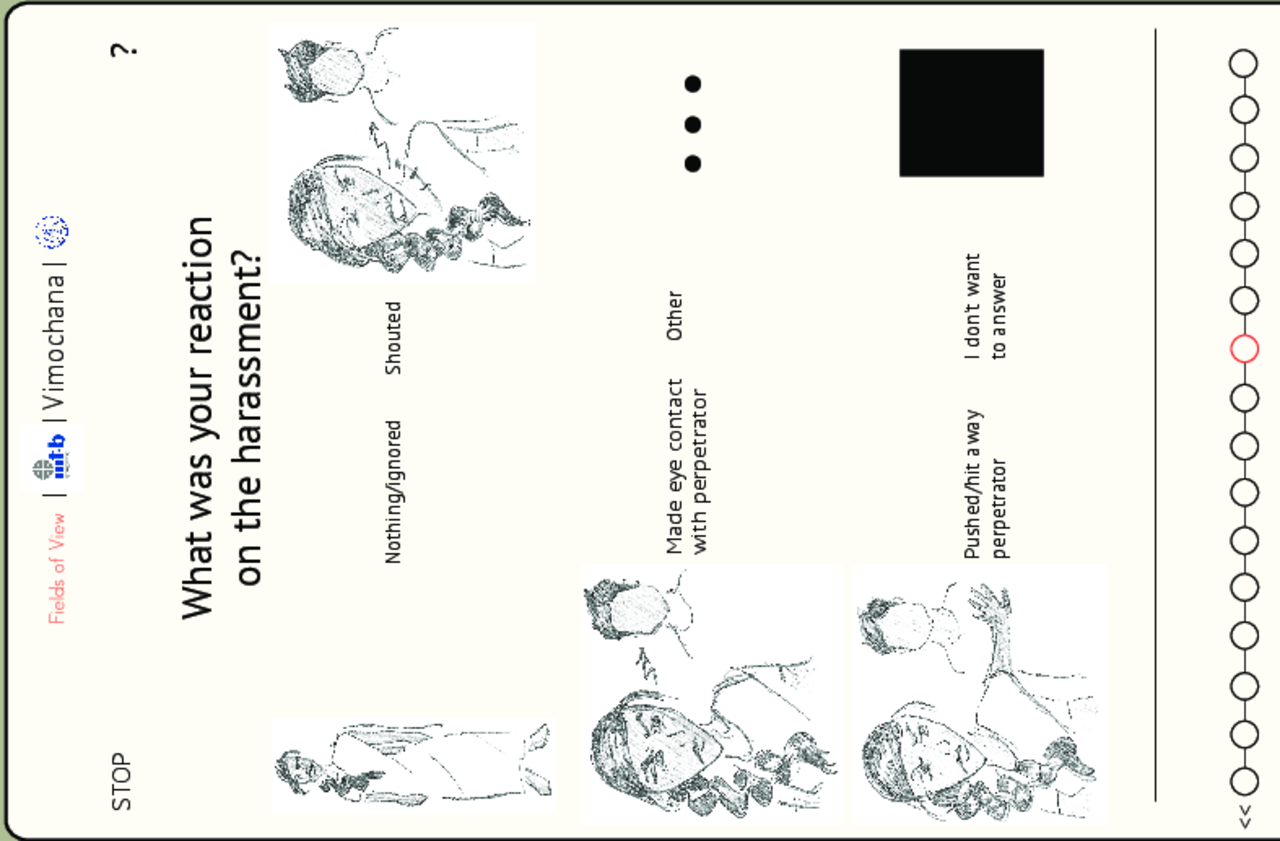 Fields of View | iiit-b | Vimochana |
STOP ?
What was your reaction
on the harassment?
Nothing/ignored
Shouted
Made eye contact
with perpetrator
Other
Pushed/hit away
perpetrator
I don't want
to answer
<<